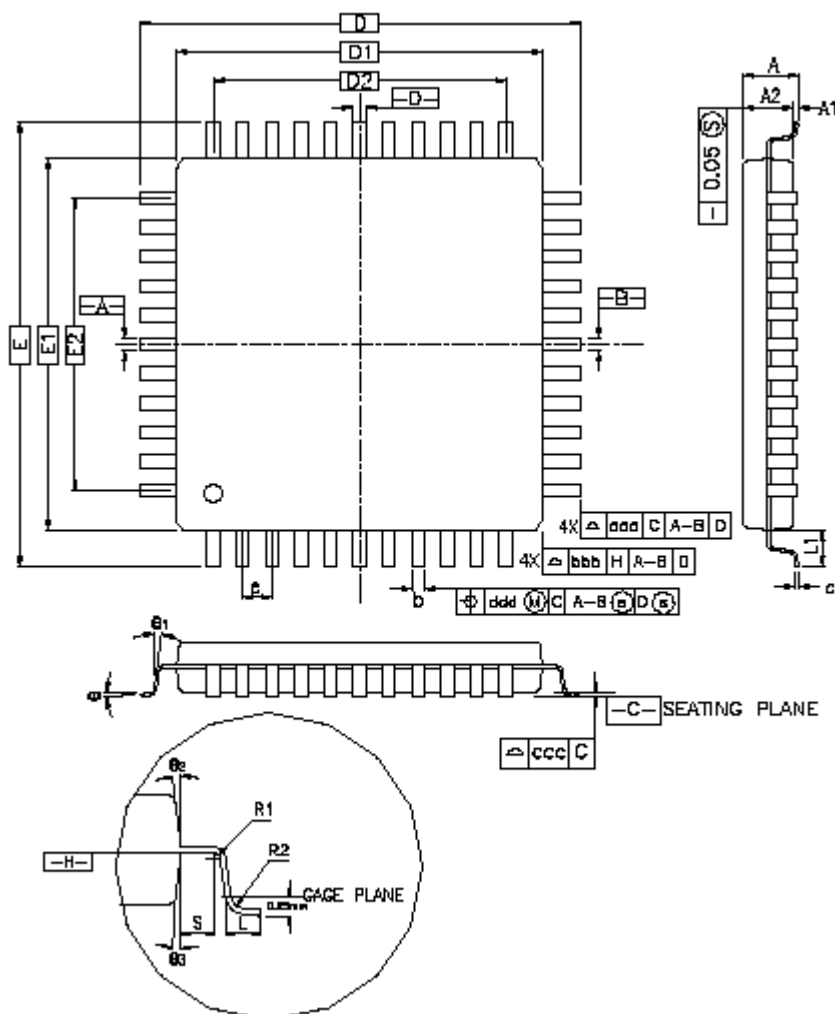 D
D1
D2
-D-
A
A2
A1
0.05 S
-A-
-B-
E
E1
E2
4X C A-B D
4X bbb H A-B D
e
b
ddd M C A-B S D S
L1
c
θ1
θ
-C- SEATING PLANE
ccc C
θ2
R1
R2
-H-
GAGE PLANE
S
L
θ3